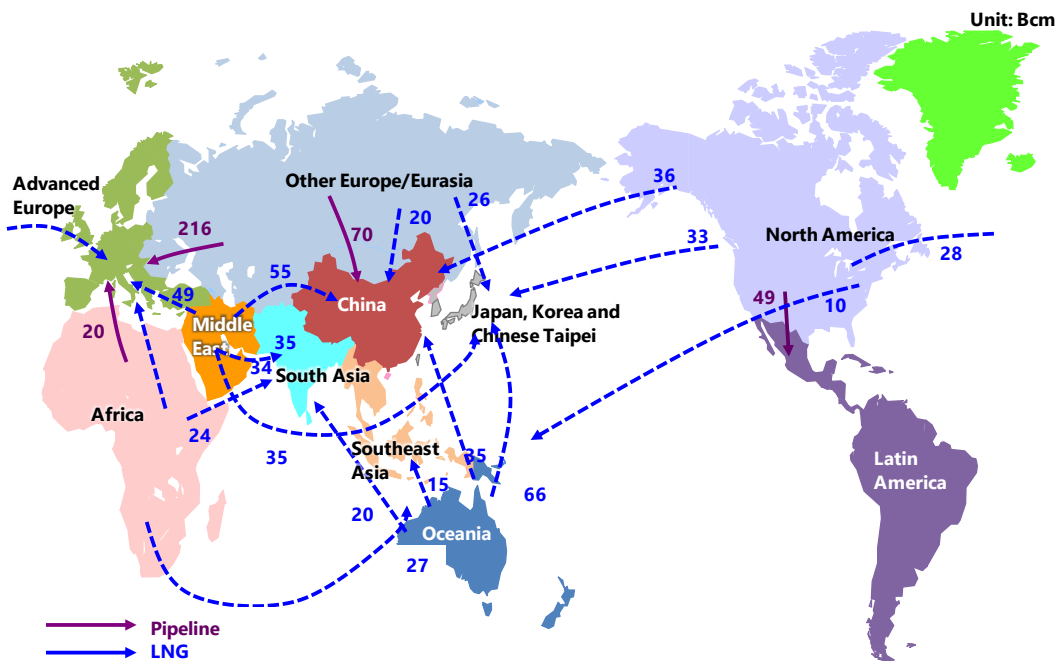 Unit: Bcm
Advanced
Europe
Other Europe/Eurasia
36
26
20
216
70
33
North America
28
55
49
China
49
10
20
Middle
East
35
34
Japan, Korea and
Chinese Taipei
South Asia
Africa
24
35
Southeast
Asia
35
Latin
America
15
66
20
Oceania
27
Pipeline
LNG